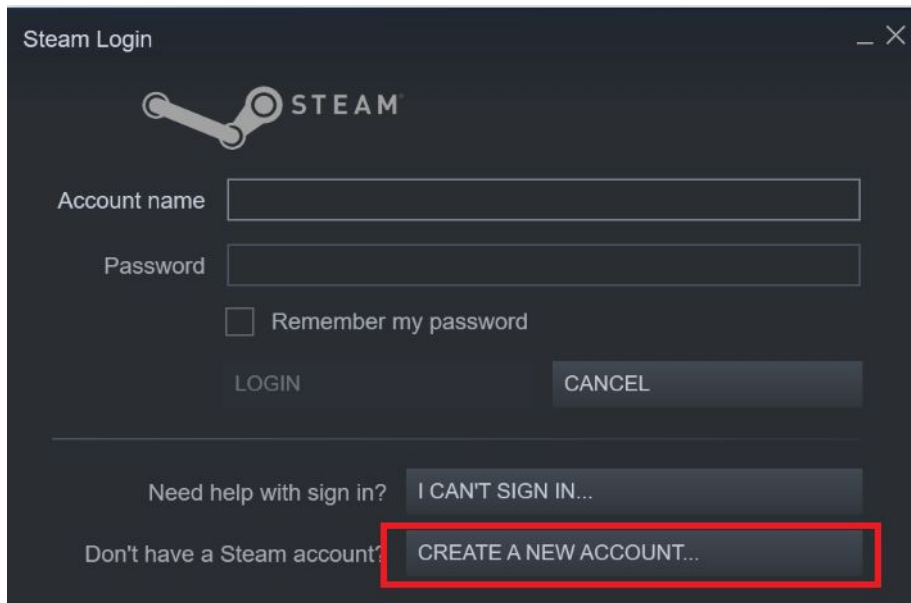 Steam Login
STEAM
Account name
Password
Remember my password
LOGIN
CANCEL
Need help with sign in?
I CAN'T SIGN IN...
Don't have a Steam account?
CREATE A NEW ACCOUNT...